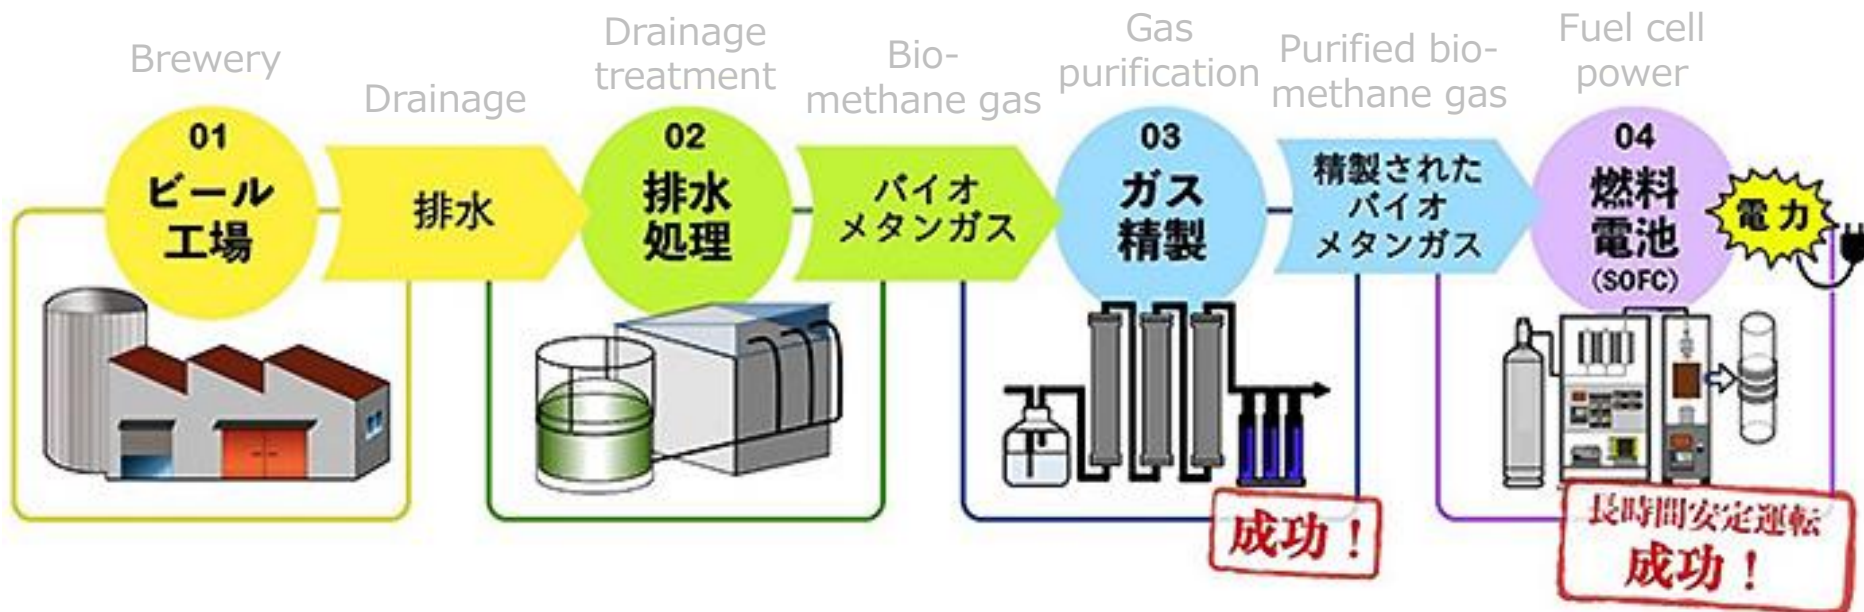 Brewery
Drainage
Drainage
treatment
Bio-
methane gas
Gas
purification
Purified bio-
methane gas
Fuel cell
power
01
ビール
工場
排水
02
排水
処理
バイオ
メタンガス
03
ガス
精製
精製された
バイオ
メタンガス
04
燃料
電池
(SOFC)
電力
成功!
長時間安定運転
成功!